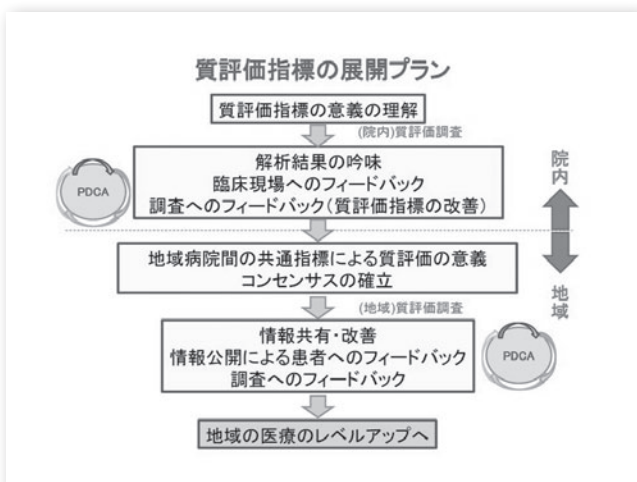 質評価指標の展開プラン
質評価指標の意義の理解
(院内)質評価調査
解析結果の吟味
臨床現場へのフィードバック
調査へのフィードバック(質評価指標の改善)
PDCA
院内
地域病院間の共通指標による質評価の意義
コンセンサスの確立
地域
(地域)質評価調査
情報共有・改善
情報公開による患者へのフィードバック
調査へのフィードバック
PDCA
地域の医療のレベルアップへ